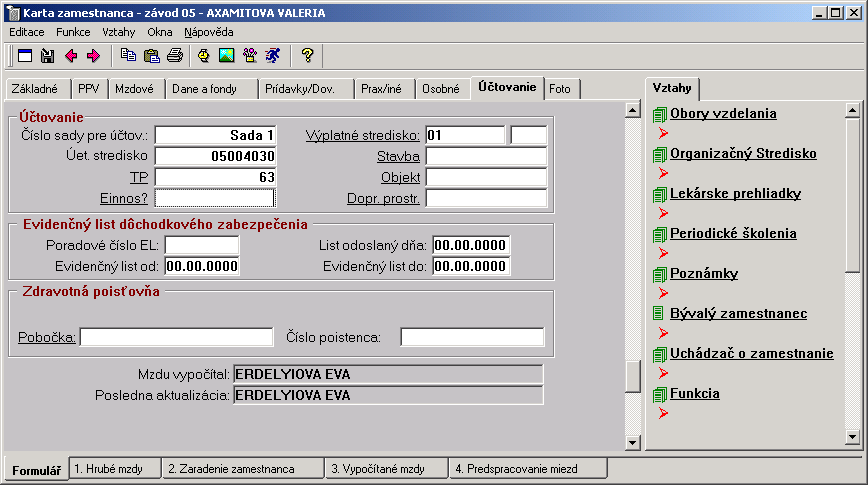 Karta zamestnanca - závod 05 - AXAMITOVA VALERIA
Editace Funkce Vztahy Okna Nápověda
Základné PPV Mzdové Dane a fondy Prídavky/Dov. Prax/iné Osobné Účtovanie Foto
Účtovanie
Číslo sady pre účtov.: Sada 1 Výplatné stredisko: 01
Úet. stredisko 05004030 Stavba
TP 63 Objekt
Einnos? Dopr. prostr.
Evidenčný list dôchodkového zabezpečenia
Poradové číslo EL: List odoslaný dňa: 00.00.0000
Evidenčný list od: 00.00.0000 Evidenčný list do: 00.00.0000
Zdravotná poisťovňa
Pobočka: Číslo poistenca:
Mzdu vypočítal: ERDELYIOVA EVA
Posledna aktualizácia: ERDELYIOVA EVA
Vztahy
Obory vzdelania
Organizačný Stredisko
Lekárske prehliadky
Periodické školenia
Poznámky
Bývalý zamestnanec
Uchádzač o zamestnanie
Funkcia
Formulář 1. Hrubé mzdy 2. Zaradenie zamestnanca 3. Vypočítané mzdy 4. Predspracovanie miezd